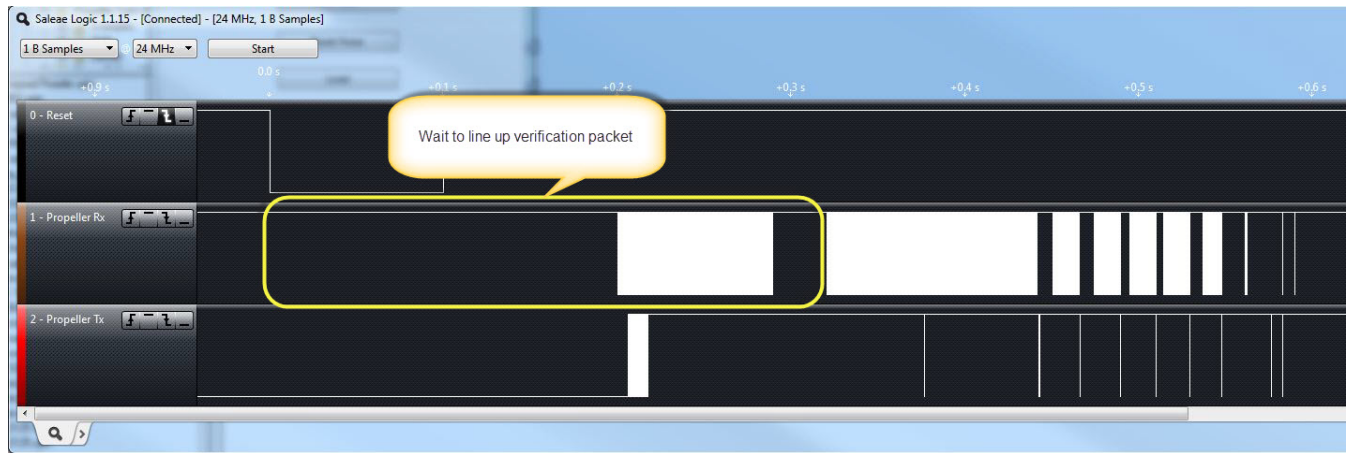 Saleae Logic 1.1.15 - [Connected] - [24 MHz, 1 B Samples]
1 B Samples @ 24 MHz Start
0.0 s
+0,9 s +0,1 s +0,2 s +0,3 s +0,4 s +0,5 s +0,6 s
0 - Reset
Wait to line up verification packet
1 - Propeller Rx
2 - Propeller Tx